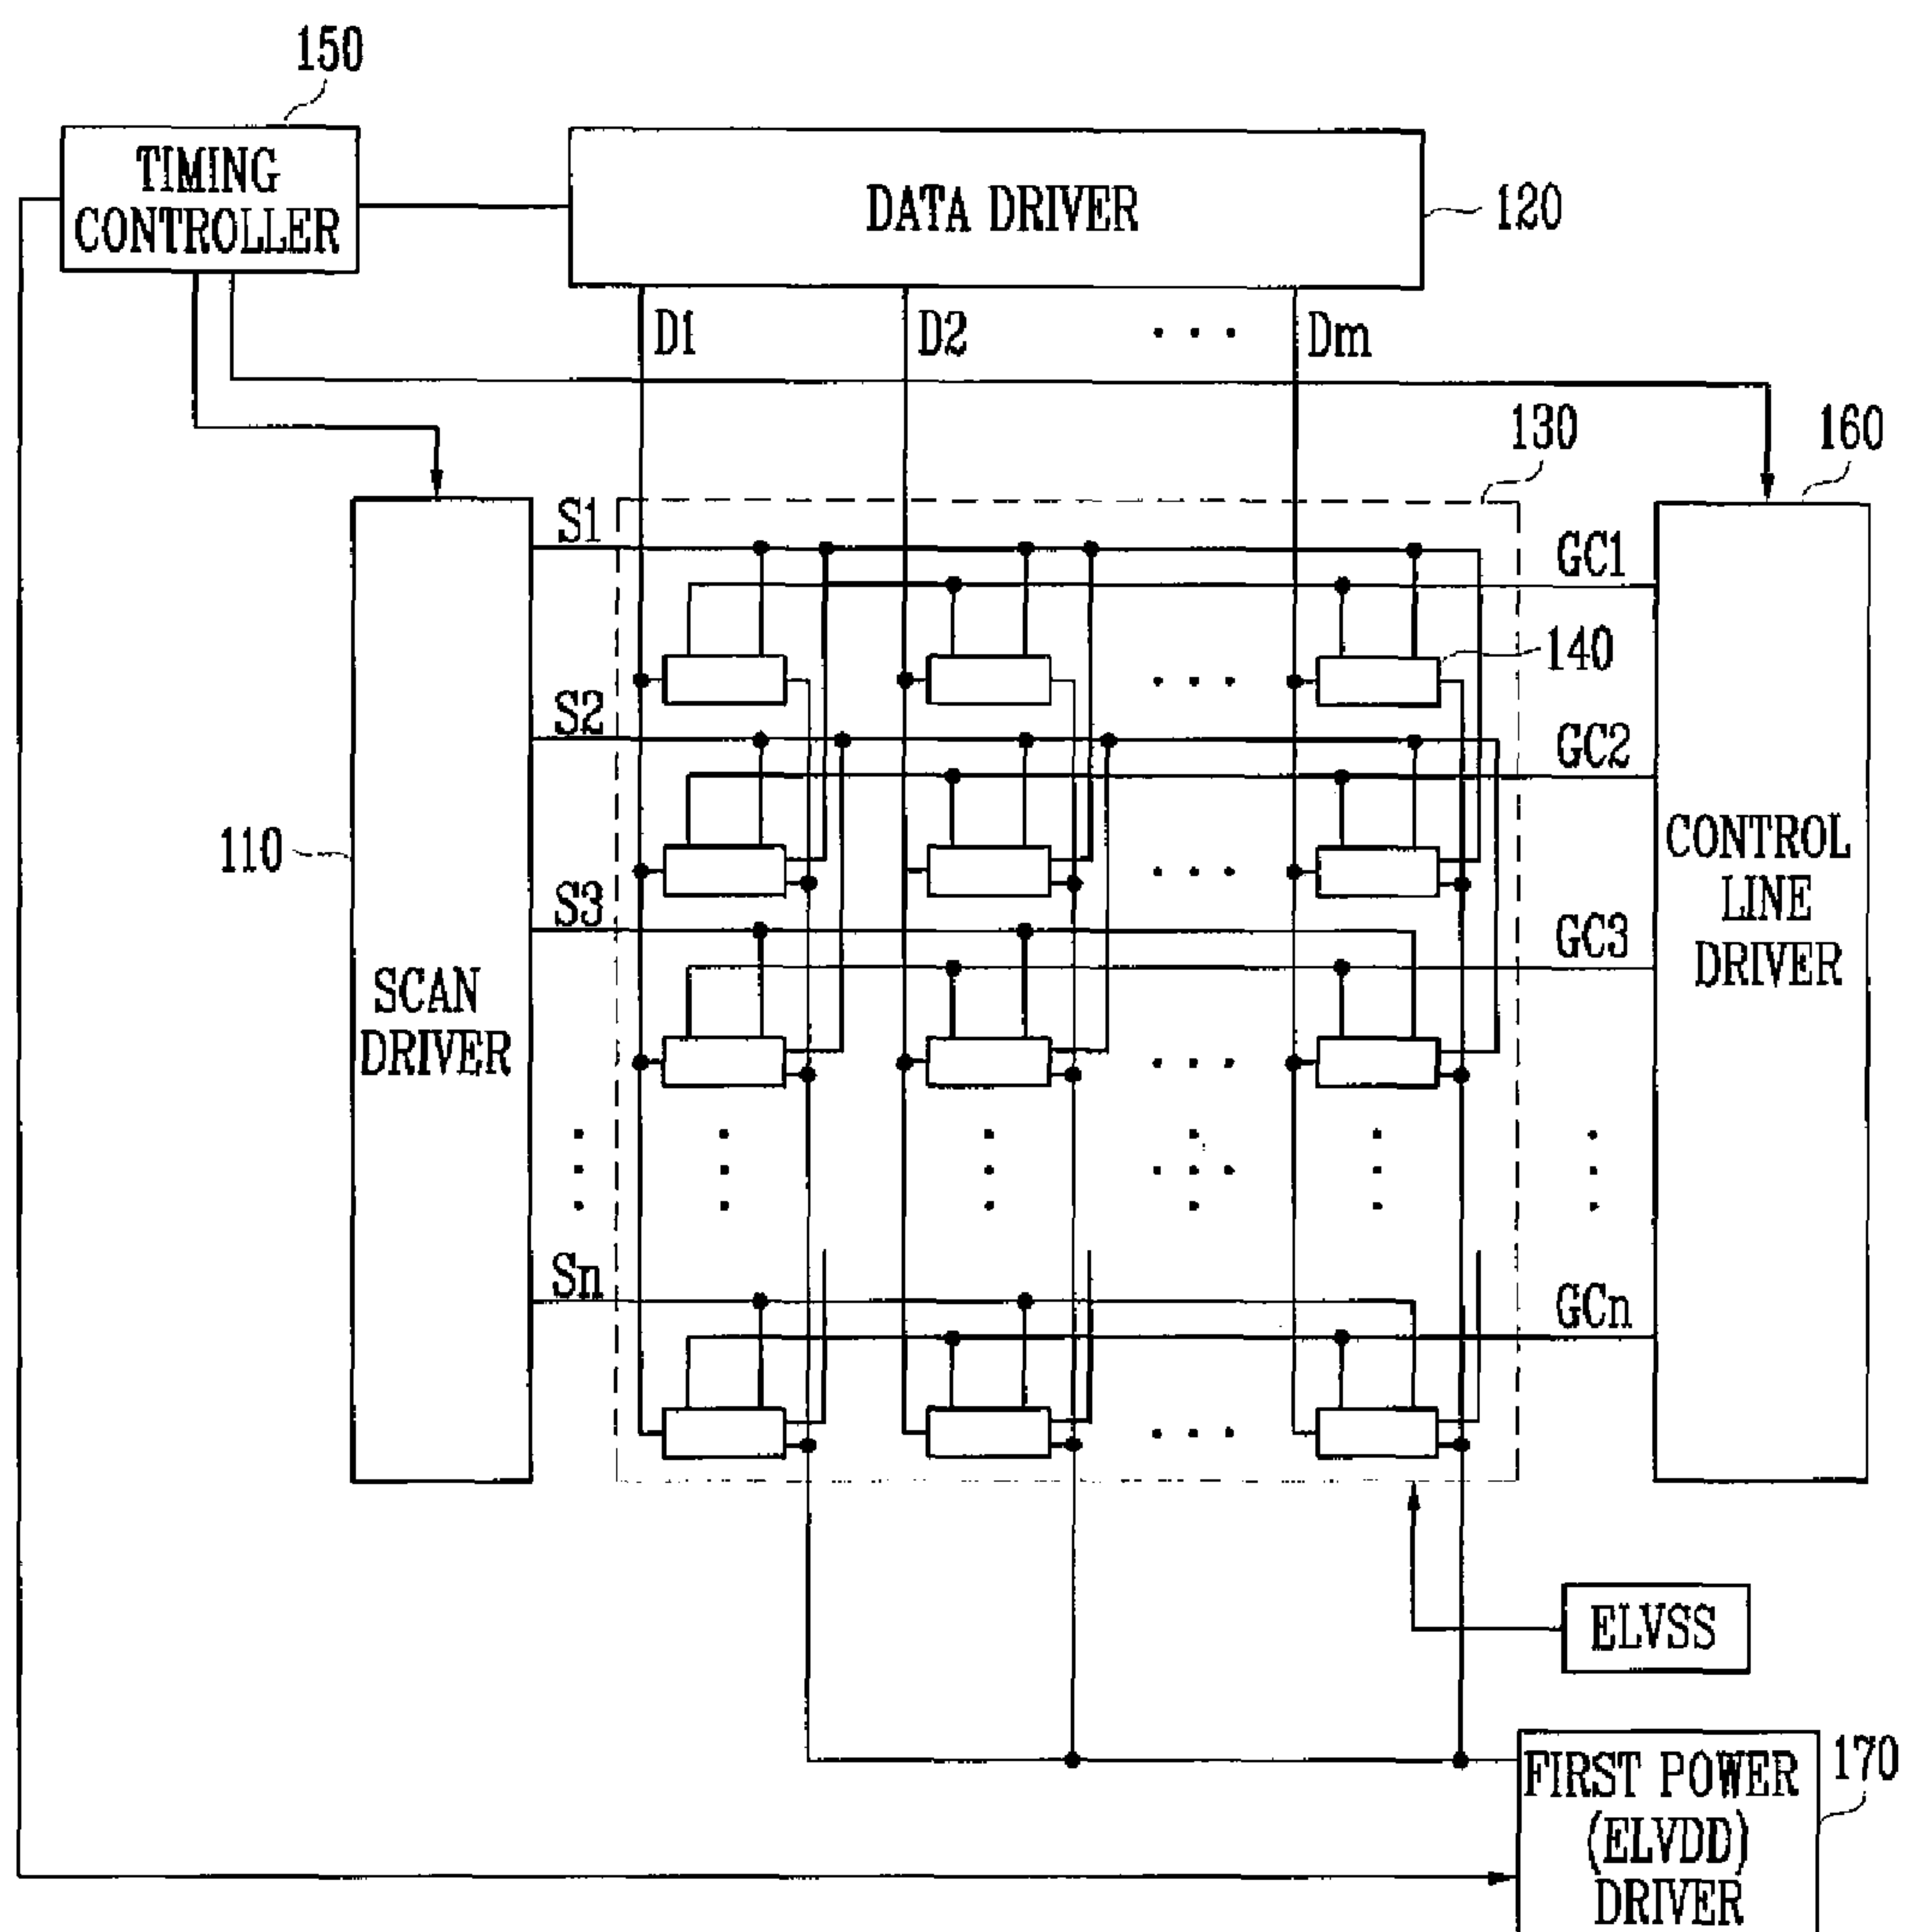 150
TIMING
CONTROLLER
DATA DRIVER
120
D1
D2
Dm
130
160
S1
GC1
140
S2
GC2
110
CONTROL
LINE
DRIVER
S3
GC3
SCAN
DRIVER
Sn
GCn
ELVSS
FIRST POWER
(ELVDD)
DRIVER
170